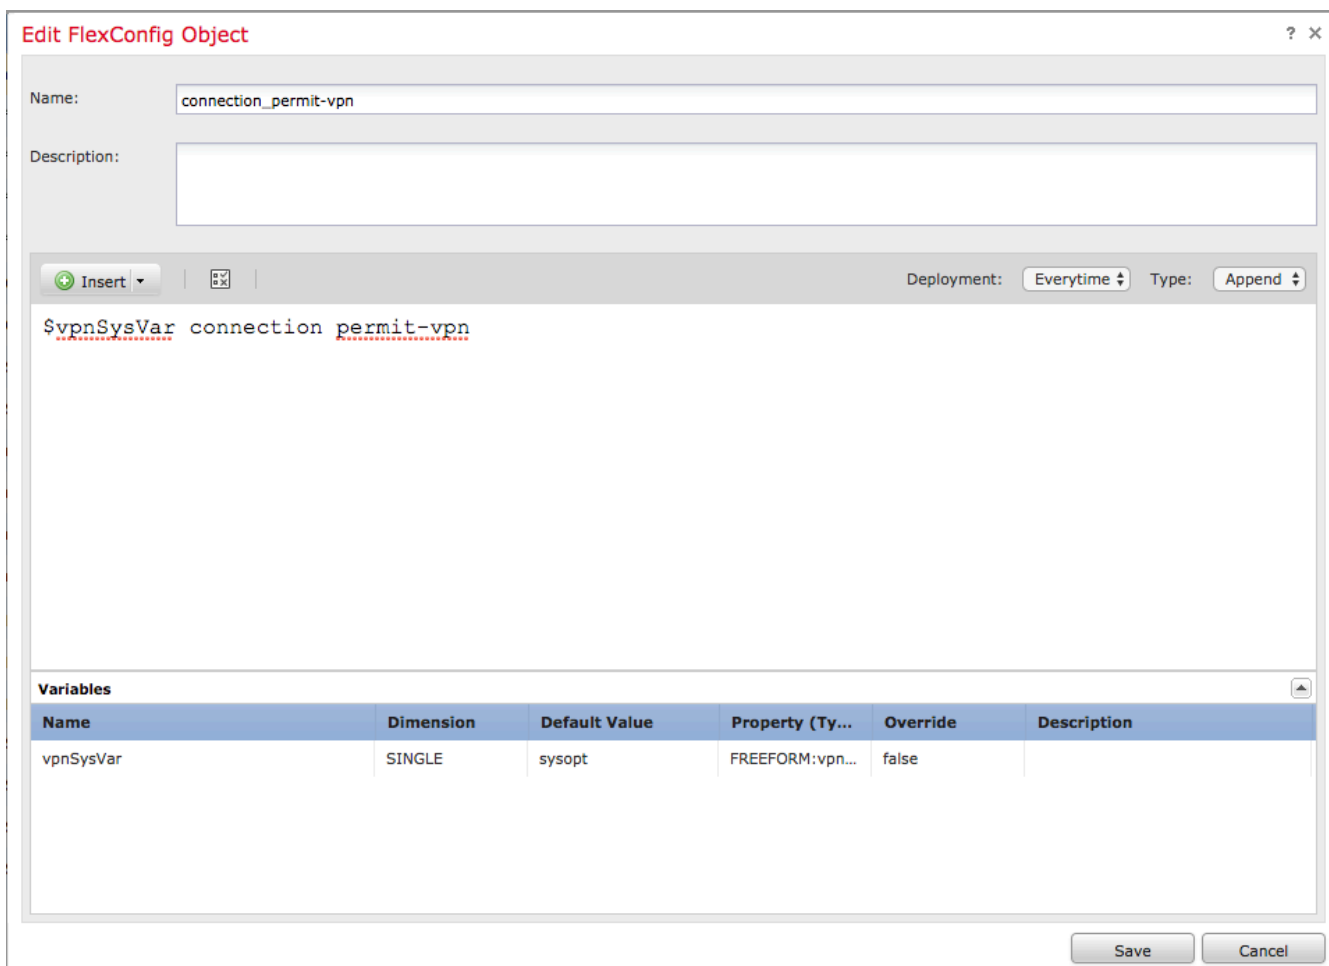 Edit FlexConfig Object ? ×
Name: connection_permit-vpn
Description:
Insert Deployment: Everytime Type: Append
$vpnSysVar connection permit-vpn
Variables
Name Dimension Default Value Property (Ty... Override Description
vpnSysVar SINGLE sysopt FREEFORM:vpn... false
Save Cancel